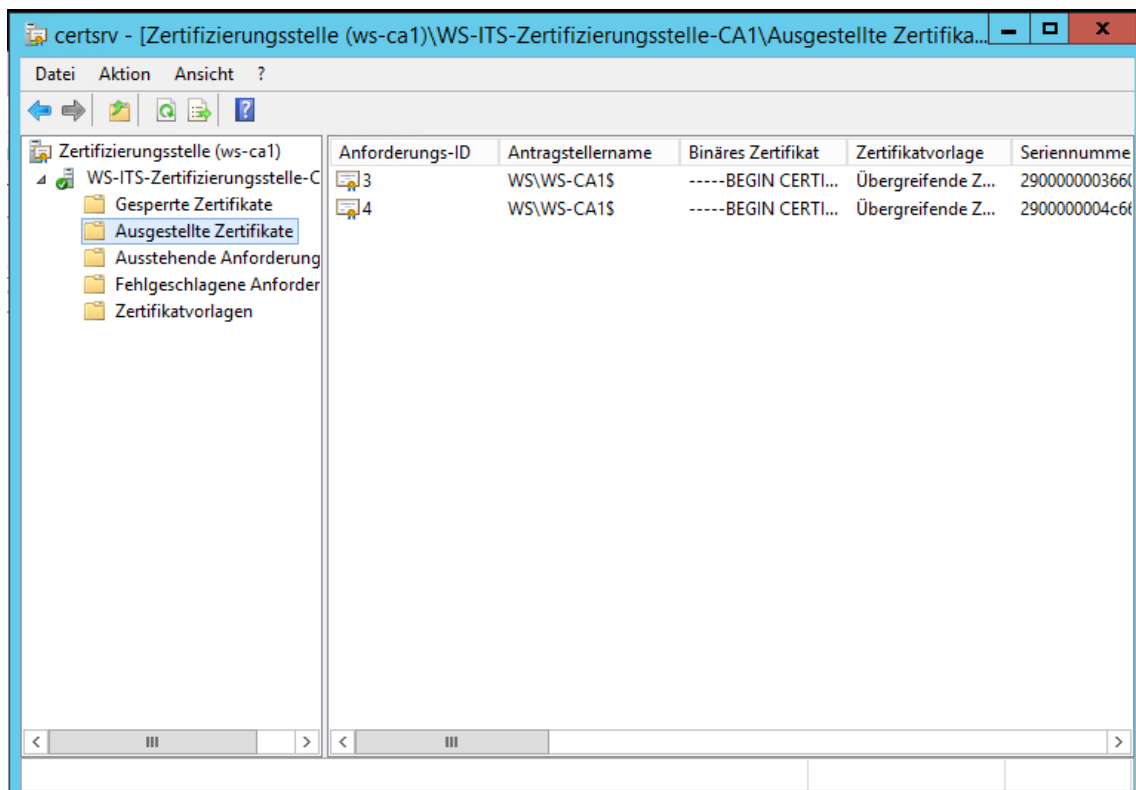 certsrv - [Zertifizierungsstelle (ws-ca1)\WS-ITS-Zertifizierungsstelle-CA1\Ausgestellte Zertifika...
Datei Aktion Ansicht ?
Zertifizierungsstelle (ws-ca1)
WS-ITS-Zertifizierungsstelle-C
Gesperrte Zertifikate
Ausgestellte Zertifikate
Ausstehende Anforderung
Fehlgeschlagene Anforder
Zertifikatvorlagen
Anforderungs-ID Antragstellername Binäres Zertifikat Zertifikatvorlage Seriennumme
3 WS\WS-CA1$ -----BEGIN CERTI... Übergreifende Z... 2900000003660
4 WS\WS-CA1$ -----BEGIN CERTI... Übergreifende Z... 2900000004c66